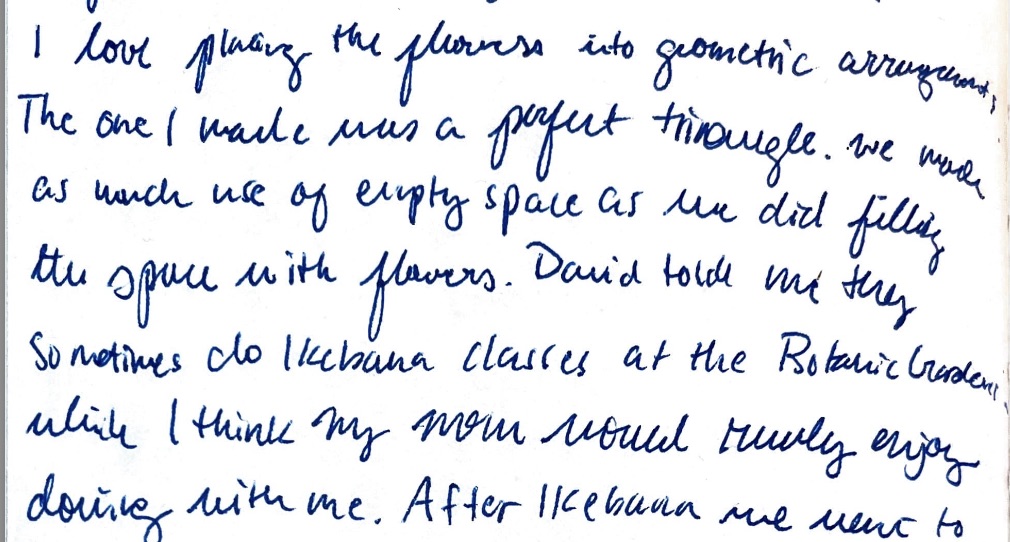 I love placing the flowers into geometric arrangements
The one I made was a perfect triangle. we made
as much use of empty space as we did filling
the space with flowers. David told me they
sometimes do Ikebana classes at the Botanic Gardens
which I think my mom would really enjoy
doing with me. After Ikebana we went to